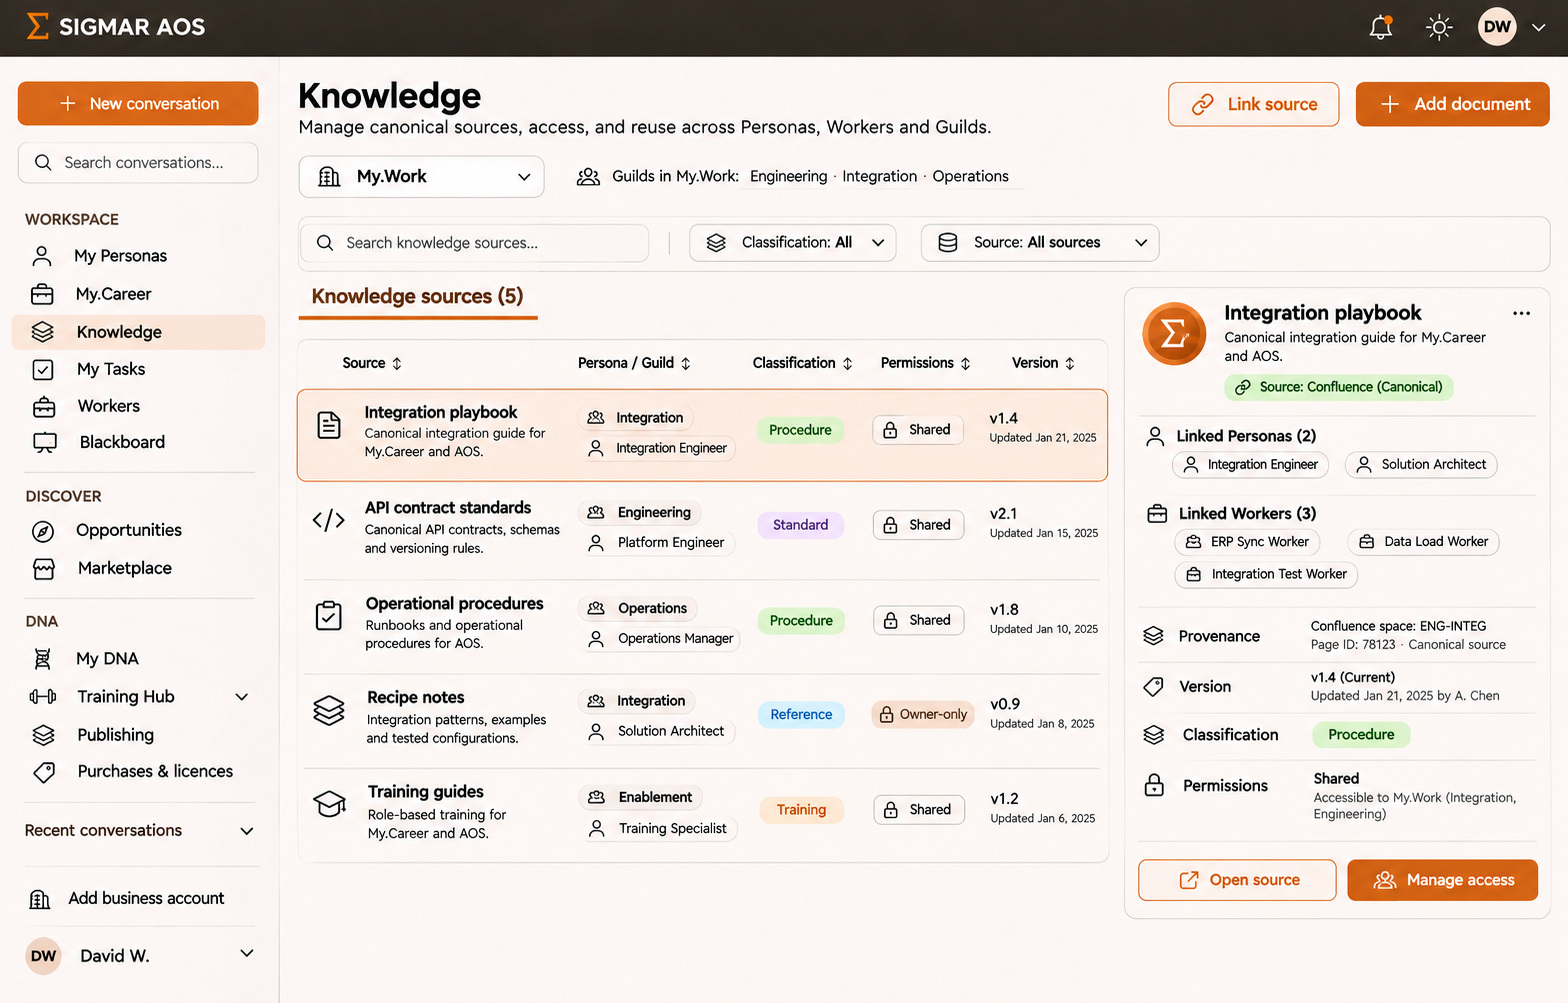 SIGMAR AOS
DW
New conversation
Search conversations...
WORKSPACE
My Personas
My.Career
Knowledge
My Tasks
Workers
Blackboard
DISCOVER
Opportunities
Marketplace
DNA
My DNA
Training Hub
Publishing
Purchases & licences
Recent conversations
Add business account
DW David W.
Knowledge
Manage canonical sources, access, and reuse across Personas, Workers and Guilds.
Link source
Add document
My.Work
Guilds in My.Work: Engineering · Integration · Operations
Search knowledge sources...
Classification: All
Source: All sources
Knowledge sources (5)
Source Persona / Guild Classification Permissions Version
Integration playbook
Canonical integration guide for
My.Career and AOS.
Integration
Integration Engineer
Procedure
Shared
v1.4
Updated Jan 21, 2025
API contract standards
Canonical API contracts, schemas
and versioning rules.
Engineering
Platform Engineer
Standard
Shared
v2.1
Updated Jan 15, 2025
Operational procedures
Runbooks and operational
procedures for AOS.
Operations
Operations Manager
Procedure
Shared
v1.8
Updated Jan 10, 2025
Recipe notes
Integration patterns, examples
and tested configurations.
Integration
Solution Architect
Reference
Owner-only
v0.9
Updated Jan 8, 2025
Training guides
Role-based training for
My.Career and AOS.
Enablement
Training Specialist
Training
Shared
v1.2
Updated Jan 6, 2025
Integration playbook
Canonical integration guide for My.Career
and AOS.
Source: Confluence (Canonical)
Linked Personas (2)
Integration Engineer Solution Architect
Linked Workers (3)
ERP Sync Worker Data Load Worker
Integration Test Worker
Provenance
Confluence space: ENG-INTEG
Page ID: 78123 · Canonical source
Version
v1.4 (Current)
Updated Jan 21, 2025 by A. Chen
Classification Procedure
Permissions
Shared
Accessible to My.Work (Integration,
Engineering)
Open source
Manage access